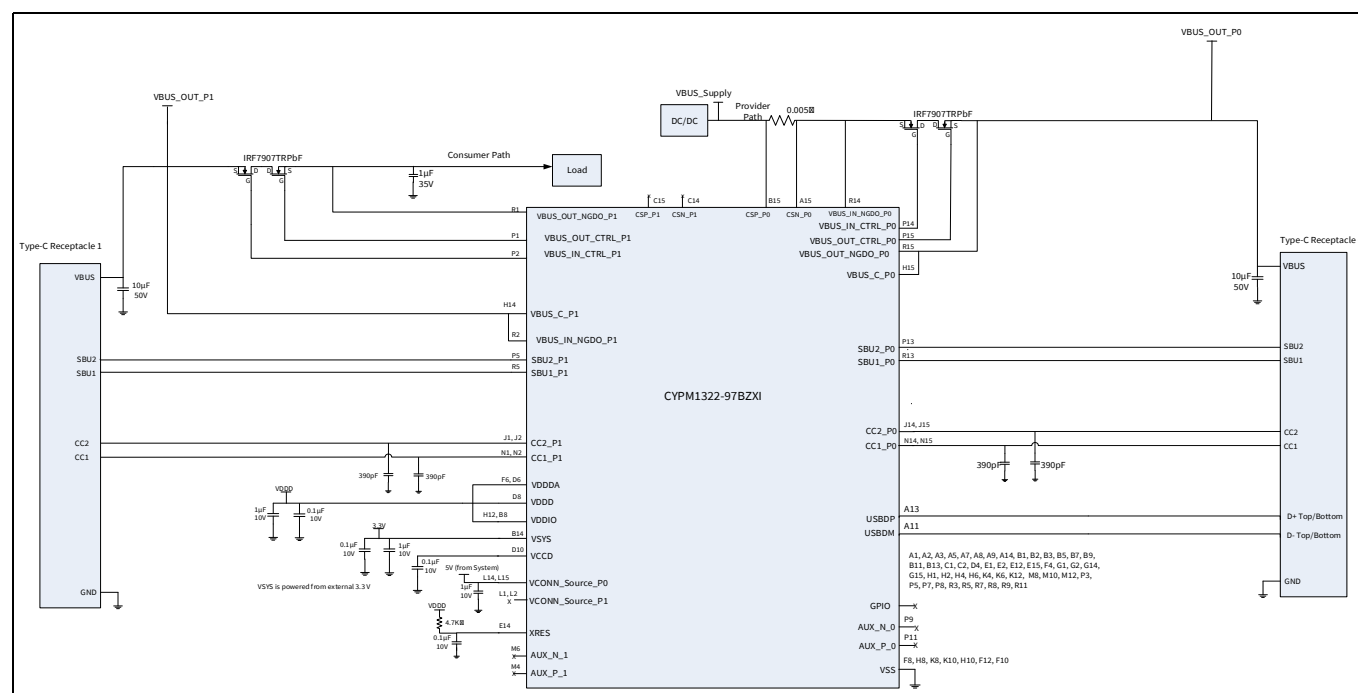 VBUS_OUT_P0
VBUS_OUT_P1
VBUS_Supply
Provider
Path
0.005
DC/DC
IRF7907TRPbF
S D D S
G G
IRF7907TRPbF
S D D S
G G
Consumer Path
1µF
35V
Load
C15
C14
B15
A15
R14
CSP_P1
CSN_P1
CSP_P0
CSN_P0
VBUS_IN_NGDO_P0
R1
VBUS_OUT_NGDO_P1
P1
VBUS_OUT_CTRL_P1
P2
VBUS_IN_CTRL_P1
VBUS_IN_CTRL_P0
P14
VBUS_OUT_CTRL_P0
P15
VBUS_OUT_NGDO_P0
R15
VBUS_C_P0
H15
Type-C Receptacle 1
VBUS
10µF
50V
Type-C Receptacle
VBUS
10µF
50V
H14
VBUS_C_P1
R2
VBUS_IN_NGDO_P1
SBU2
P5
SBU2_P1
SBU1
R5
SBU1_P1
SBU2_P0
P13
SBU2
SBU1_P0
R13
SBU1
CYPM1322-97BZXI
CC2
J1, J2
CC2_P1
CC1
N1, N2
CC1_P1
390pF
390pF
CC2_P0
J14, J15
CC2
CC1_P0
N14, N15
CC1
390pF
390pF
F6, D6
VDDDA
VDDD
D8
VDDD
1µF
10V
0.1µF
10V
H12, B8
VDDIO
3.3V
B14
VSYS
0.1µF
10V
1µF
10V
D10
VCCD
0.1µF
10V
USBDP
A13
D+ Top/Bottom
USBDM
A11
D- Top/Bottom
5V (from System)
L14, L15
VCONN_Source_P0
1µF
10V
VSYS is powered from external 3.3 V
L1, L2
VCONN_Source_P1
GND
VDDD
4.7K
E14
XRES
0.1µF
10V
M6
AUX_N_1
M4
AUX_P_1
A1, A2, A3, A5, A7, A8, A9, A14, B1, B2, B3, B5, B7, B9,
B11, B13, C1, C2, D4, E1, E2, E12, E15, F4, G1, G2, G14,
G15, H1, H2, H4, H6, K4, K6, K12, M8, M10, M12, P3,
P5, P7, P8, R3, R5, R7, R8, R9, R11
GND
GPIO
AUX_N_0
P9
AUX_P_0
P11
VSS
F8, H8, K8, K10, H10, F12, F10